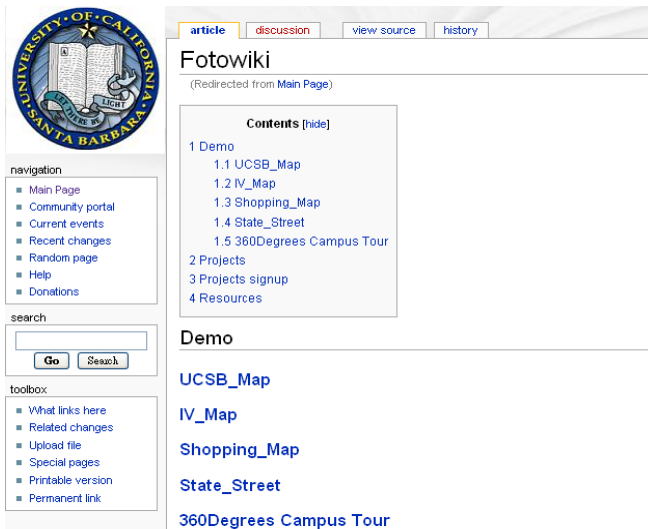 UNIVERSITY·OF·CALIFORNIA
LET THERE BE LIGHT
SANTA BARBARA
navigation
Main Page
Community portal
Current events
Recent changes
Random page
Help
Donations
search
Go Search
toolbox
What links here
Related changes
Upload file
Special pages
Printable version
Permanent link
article discussion view source history
Fotowiki
(Redirected from Main Page)
Contents [hide]
1 Demo
1.1 UCSB_Map
1.2 IV_Map
1.3 Shopping_Map
1.4 State_Street
1.5 360Degrees Campus Tour
2 Projects
3 Projects signup
4 Resources
Demo
UCSB_Map
IV_Map
Shopping_Map
State_Street
360Degrees Campus Tour